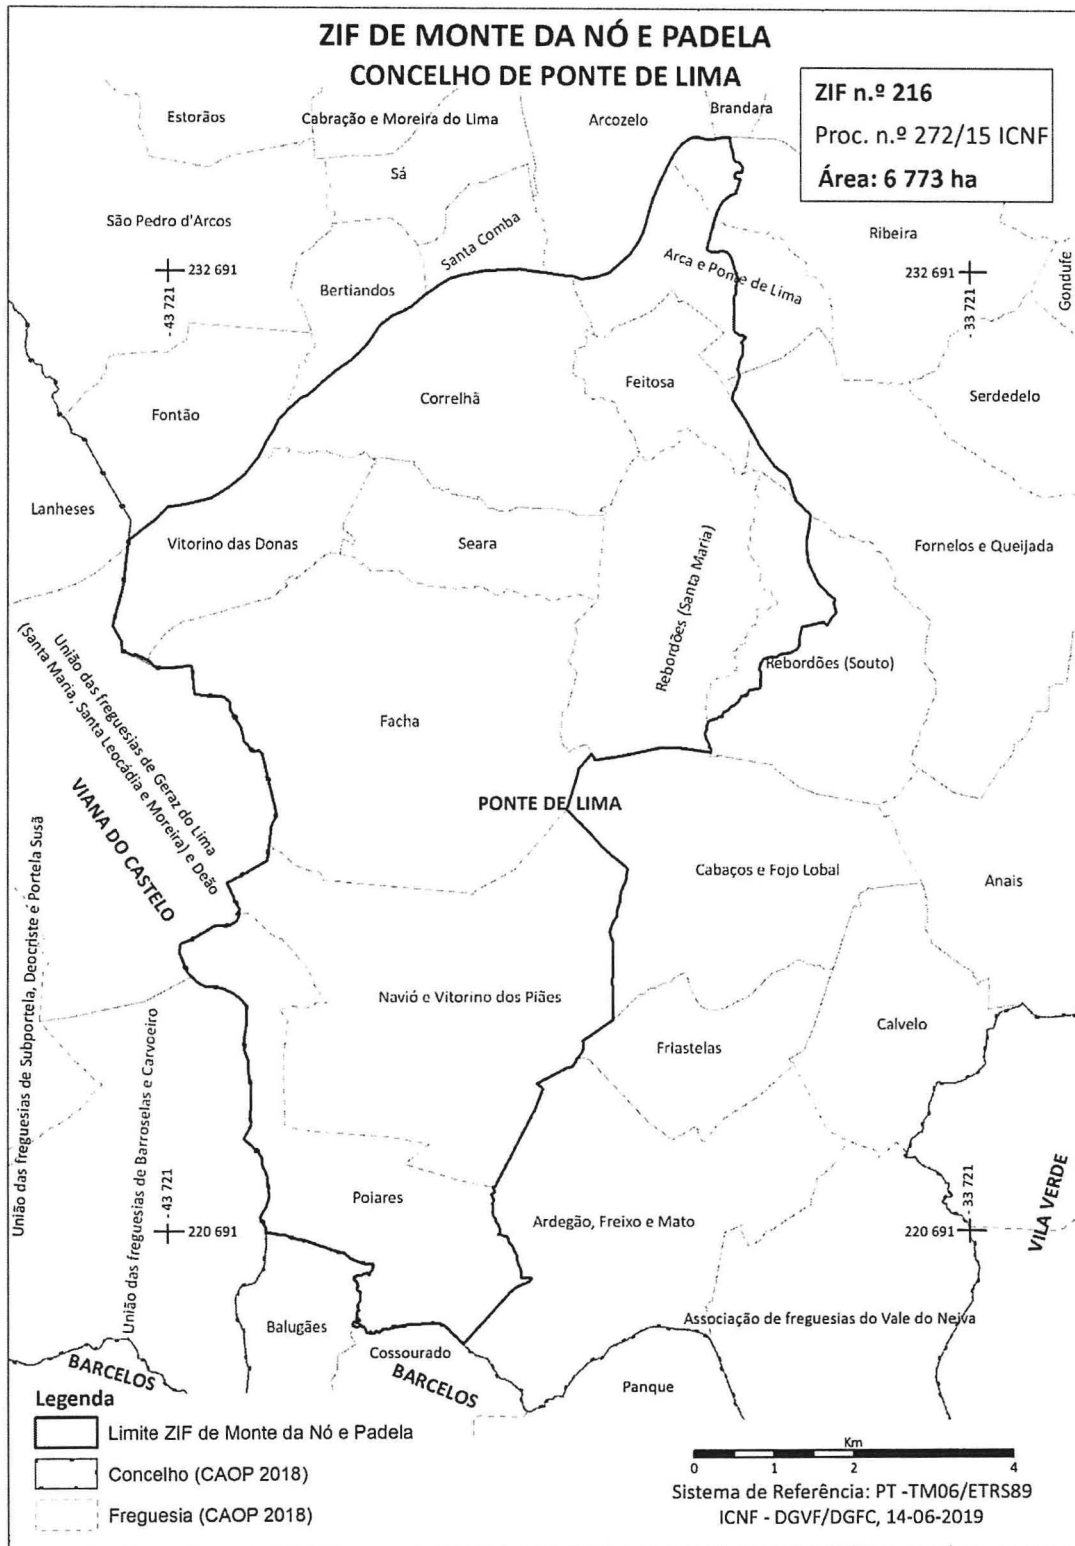 ZIF DE MONTE DA NÓ E PADELA
CONCELHO DE PONTE DE LIMA
ZIF n.º 216
Proc. n.º 272/15 ICNF
Área: 6 773 ha
Estorãos
Cabração e Moreira do Lima
Arcozelo
Brandara
Sá
São Pedro d'Arcos
Santa Comba
Ribeira
Gondufe
232 691
- 43 721
Bertiandos
Arca e Ponte de Lima
232 691
- 33 721
Fontão
Correlhã
Feitosa
Serdedelo
Lanheses
Vitorino das Donas
Seara
Rebordões (Santa Maria)
Fornelos e Queijada
União das freguesias de Geraz do Lima
(Santa Maria, Santa Leocádia e Moreira) e Deão
Rebordões (Souto)
Facha
VIANA DO CASTELO
PONTE DE LIMA
Cabaços e Fojo Lobal
Anais
União das freguesias de Subportela, Deocriste e Portela Susã
Navió e Vitorino dos Piães
Friastelas
Calvelo
União das freguesias de Barroselas e Carvoeiro
- 43 721
220 691
Poiares
Ardegão, Freixo e Mato
- 33 721
220 691
VILA VERDE
Balugães
Cossourado
Associação de freguesias do Vale do Neiva
BARCELOS
BARCELOS
Panque
Legenda
Limite ZIF de Monte da Nó e Padela
Concelho (CAOP 2018)
Freguesia (CAOP 2018)
Km
0 1 2 4
Sistema de Referência: PT -TM06/ETRS89
ICNF - DGVF/DGFC, 14-06-2019